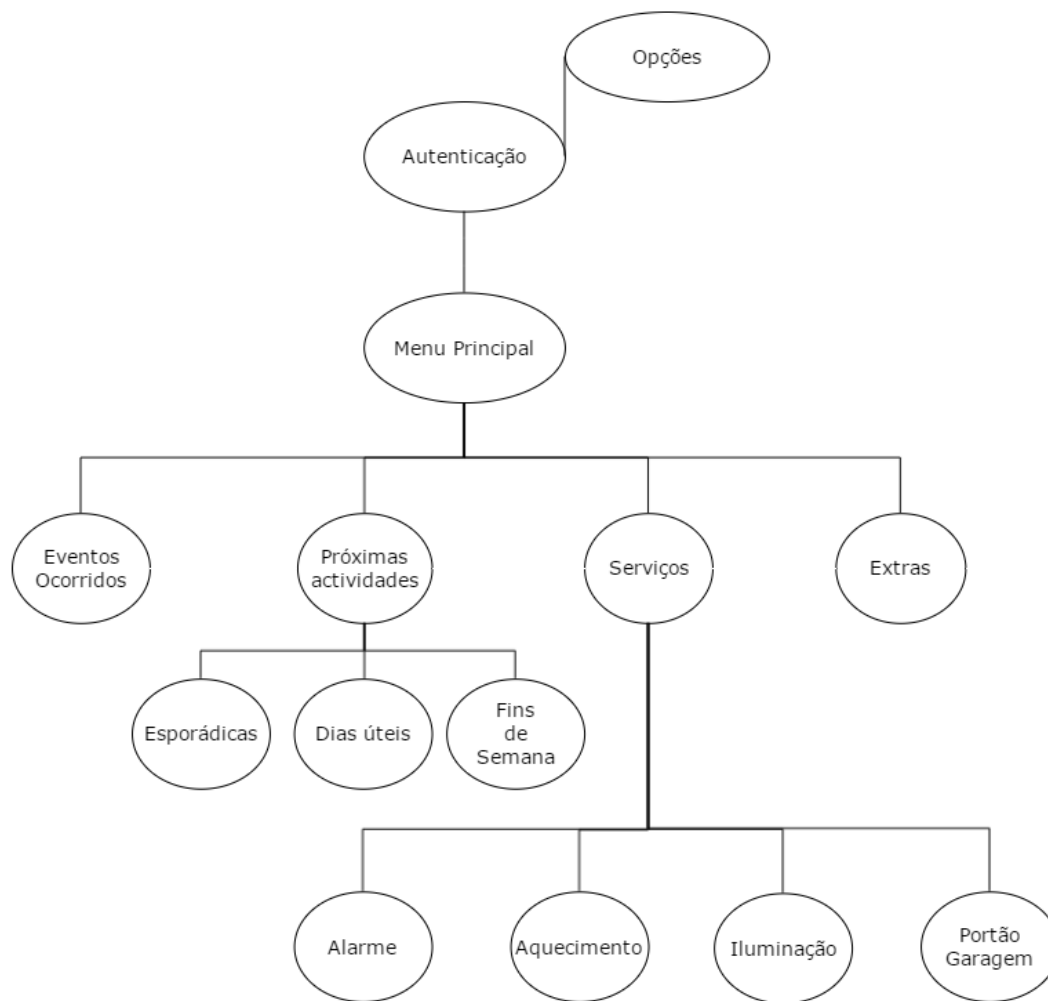 Opções
Autenticação
Menu Principal
Eventos
Ocorridos
Próximas
actividades
Serviços
Extras
Esporádicas
Dias úteis
Fins
de
Semana
Alarme
Aquecimento
Iluminação
Portão
Garagem